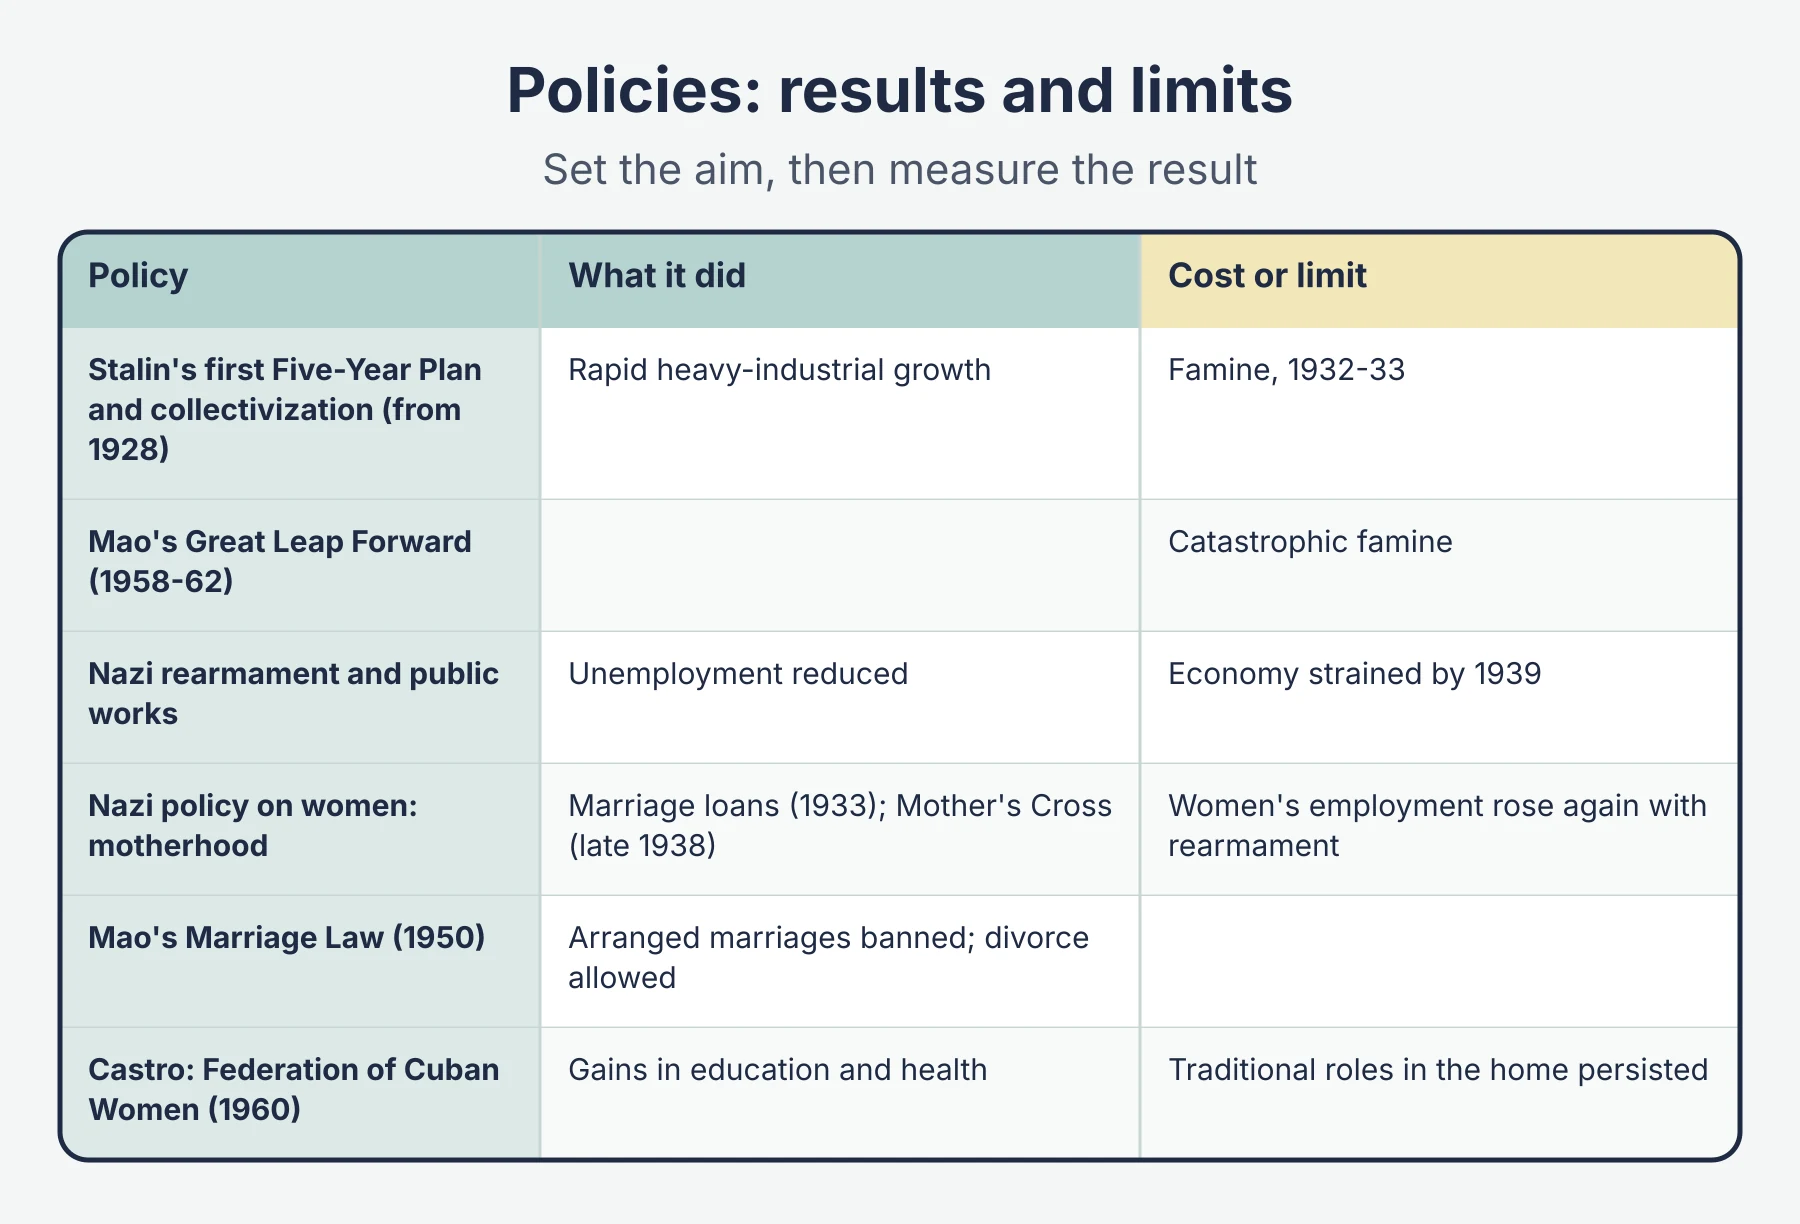 Policies: results and limits
Set the aim, then measure the result
Policy
What it did
Cost or limit
Stalin's first Five-Year Plan
and collectivization (from
1928)
Rapid heavy-industrial growth
Famine, 1932-33
Mao's Great Leap Forward
(1958-62)
Catastrophic famine
Nazi rearmament and public
works
Unemployment reduced
Economy strained by 1939
Nazi policy on women:
motherhood
Marriage loans (1933); Mother's Cross
(late 1938)
Women's employment rose again with
rearmament
Mao's Marriage Law (1950)
Arranged marriages banned; divorce
allowed
Castro: Federation of Cuban
Women (1960)
Gains in education and health
Traditional roles in the home persisted